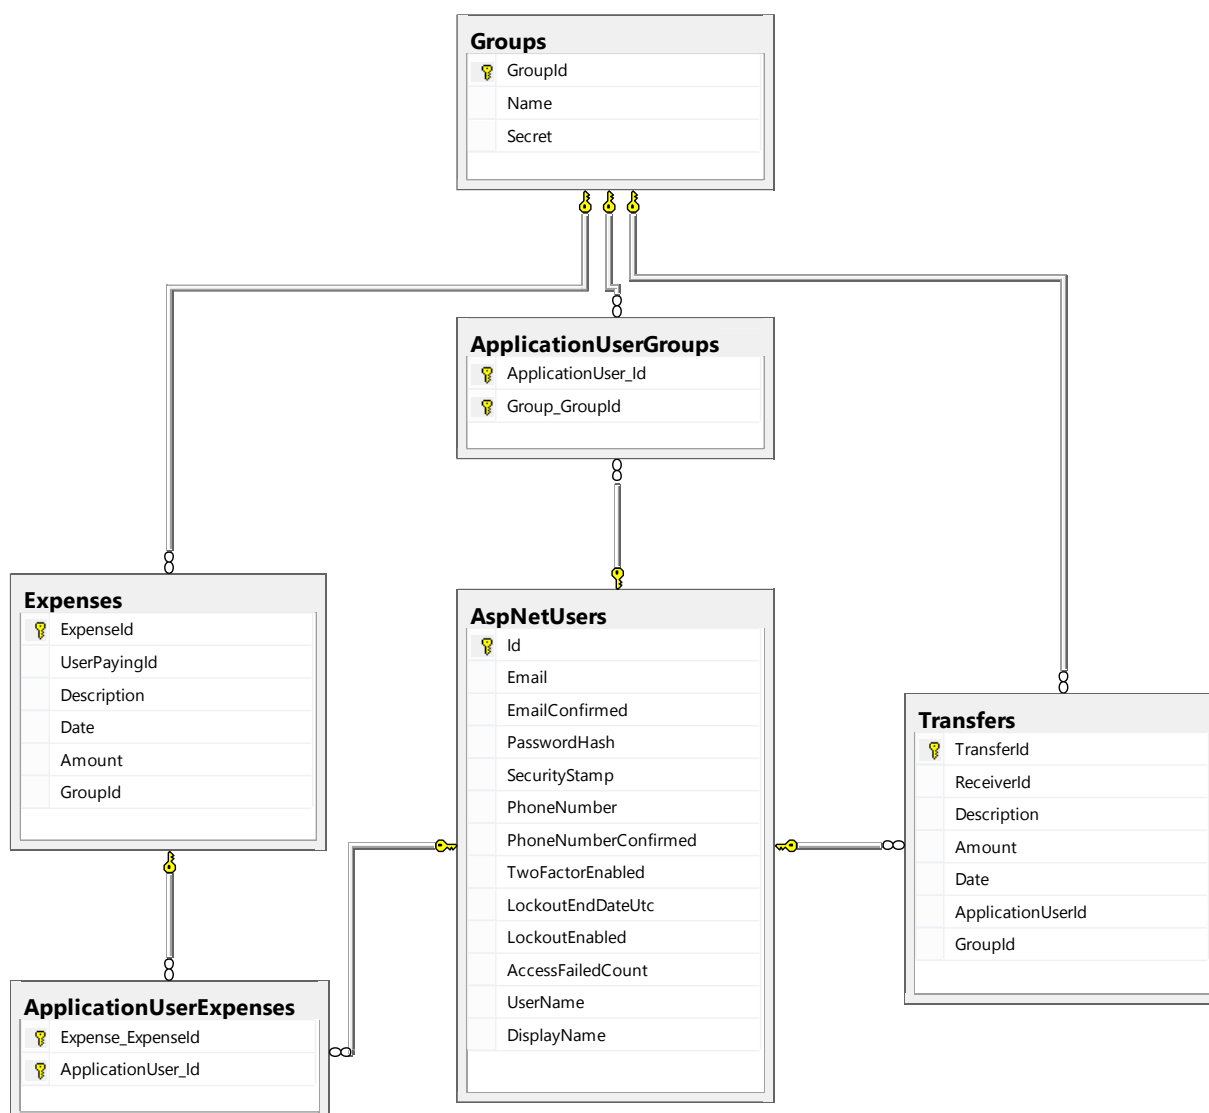 Groups
GroupId
Name
Secret
ApplicationUserGroups
ApplicationUser_Id
Group_GroupId
Expenses
ExpenseId
UserPayingId
Description
Date
Amount
GroupId
AspNetUsers
Id
Email
EmailConfirmed
PasswordHash
SecurityStamp
PhoneNumber
PhoneNumberConfirmed
TwoFactorEnabled
LockoutEndDateUtc
LockoutEnabled
AccessFailedCount
UserName
DisplayName
Transfers
TransferId
ReceiverId
Description
Amount
Date
ApplicationUserId
GroupId
ApplicationUserExpenses
Expense_ExpenseId
ApplicationUser_Id